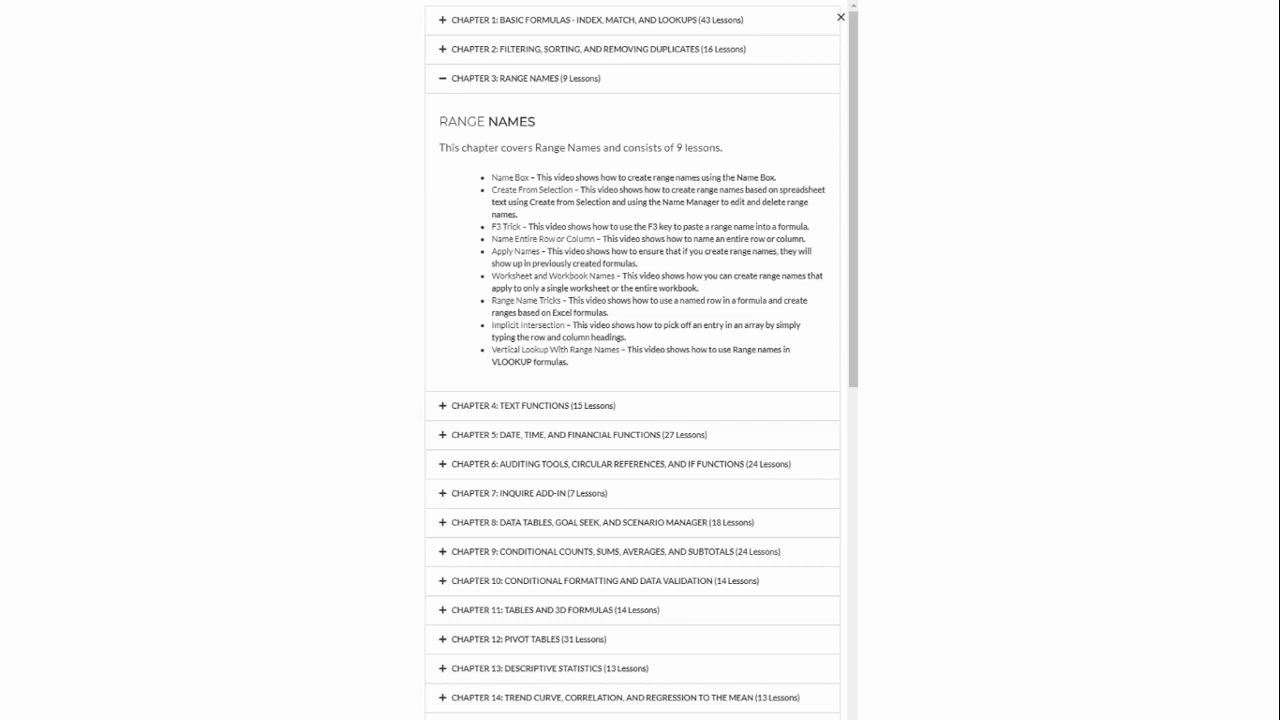 CHAPTER 1: BASIC FORMULAS - INDEX, MATCH, AND LOOKUPS (43 Lessons)
CHAPTER 2: FILTERING, SORTING, AND REMOVING DUPLICATES (16 Lessons)
CHAPTER 3: RANGE NAMES (9 Lessons)
RANGE NAMES
This chapter covers Range Names and consists of 9 lessons.
• Name Box – This video shows how to create range names using the Name Box.
• Create From Selection – This video shows how to create range names based on spreadsheet
text using Create from Selection and using the Name Manager to edit and delete range
names.
• F3 Trick – This video shows how to use the F3 key to paste a range name into a formula.
• Name Entire Row or Column – This video shows how to name an entire row or column.
• Apply Names – This video shows how to ensure that if you create range names, they will
show up in previously created formulas.
• Worksheet and Workbook Names – This video shows how you can create range names that
apply to only a single worksheet or the entire workbook.
• Range Name Tricks – This video shows how to use a named row in a formula and create
ranges based on Excel formulas.
• Implicit Intersection – This video shows how to pick off an entry in an array by simply
typing the row and column headings.
• Vertical Lookup With Range Names – This video shows how to use Range names in
VLOOKUP formulas.
CHAPTER 4: TEXT FUNCTIONS (15 Lessons)
CHAPTER 5: DATE, TIME, AND FINANCIAL FUNCTIONS (27 Lessons)
CHAPTER 6: AUDITING TOOLS, CIRCULAR REFERENCES, AND IF FUNCTIONS (24 Lessons)
CHAPTER 7: INQUIRE ADD-IN (7 Lessons)
CHAPTER 8: DATA TABLES, GOAL SEEK, AND SCENARIO MANAGER (18 Lessons)
CHAPTER 9: CONDITIONAL COUNTS, SUMS, AVERAGES, AND SUBTOTALS (24 Lessons)
CHAPTER 10: CONDITIONAL FORMATTING AND DATA VALIDATION (14 Lessons)
CHAPTER 11: TABLES AND 3D FORMULAS (14 Lessons)
CHAPTER 12: PIVOT TABLES (31 Lessons)
CHAPTER 13: DESCRIPTIVE STATISTICS (13 Lessons)
CHAPTER 14: TREND CURVE, CORRELATION, AND REGRESSION TO THE MEAN (13 Lessons)